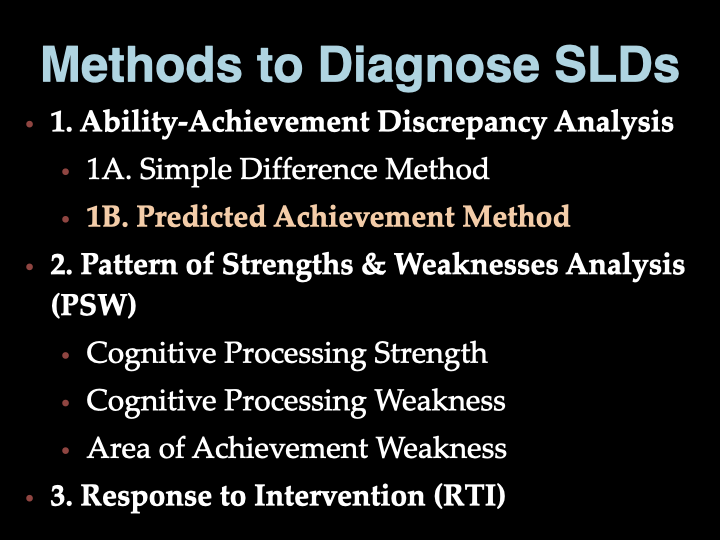 Methods to Diagnose SLDs
• 1. Ability-Achievement Discrepancy Analysis
• 1A. Simple Difference Method
• 1B. Predicted Achievement Method
• 2. Pattern of Strengths & Weaknesses Analysis
(PSW)
• Cognitive Processing Strength
• Cognitive Processing Weakness
• Area of Achievement Weakness
• 3. Response to Intervention (RTI)